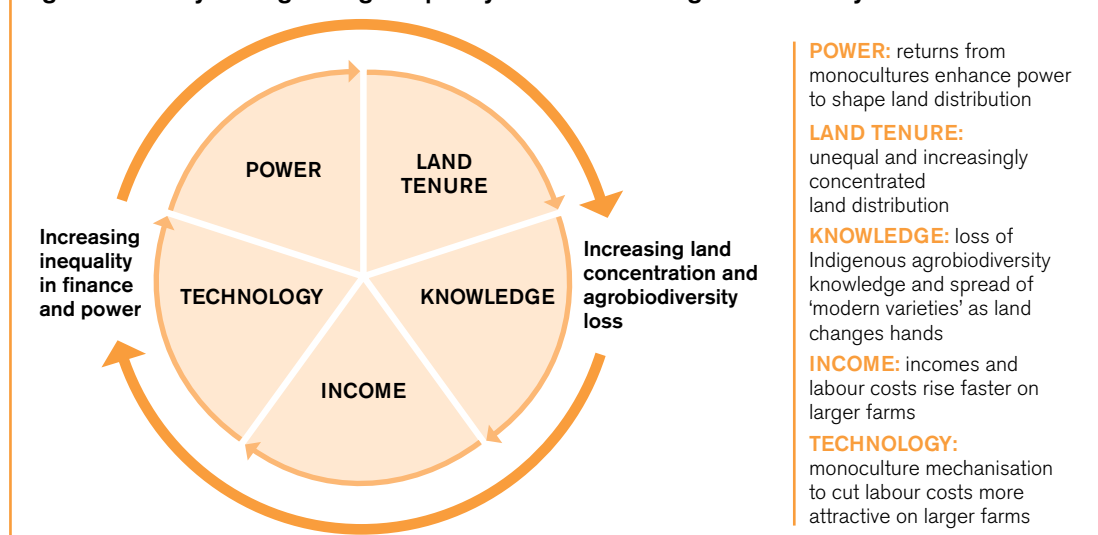 POWER
LAND
TENURE
KNOWLEDGE
INCOME
TECHNOLOGY
Increasing
inequality
in finance
and power
Increasing land
concentration and
agrobiodiversity
loss
POWER: returns from
monocultures enhance power
to shape land distribution
LAND TENURE:
unequal and increasingly
concentrated
land distribution
KNOWLEDGE: loss of
Indigenous agrobiodiversity
knowledge and spread of
‘modern varieties’ as land
changes hands
INCOME: incomes and
labour costs rise faster on
larger farms
TECHNOLOGY:
monoculture mechanisation
to cut labour costs more
attractive on larger farms